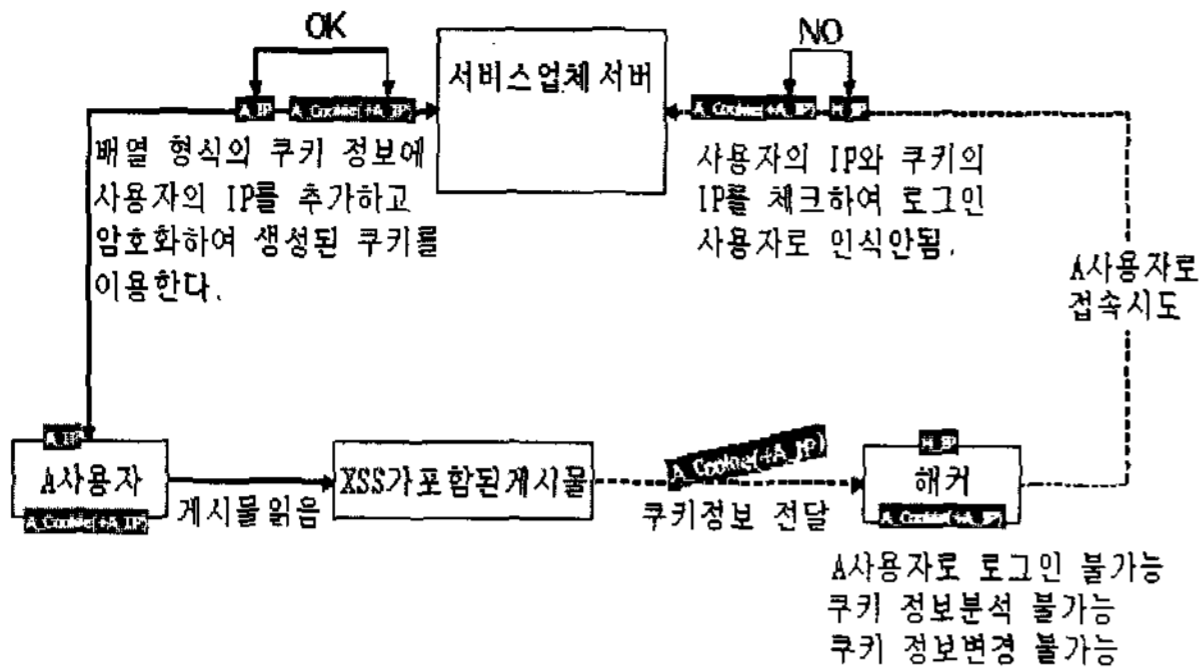 OK
NO
서비스업체 서버
A_IP
A_Cookie(+A_IP)
A_Cookie(+A_IP)
H_IP
배열 형식의 쿠키 정보에
사용자의 IP를 추가하고
암호화하여 생성된 쿠키를
이용한다.
사용자의 IP와 쿠키의
IP를 체크하여 로그인
사용자로 인식안됨.
A사용자로
접속시도
A_IP
A사용자
A_Cookie(+A_IP)
게시물읽음
XSS가포함된게시물
A_Cookie(+A_IP)
쿠키정보 전달
H_IP
해커
A_Cookie(+A_IP)
A사용자로 로그인 불가능
쿠키 정보분석 불가능
쿠키 정보변경 불가능